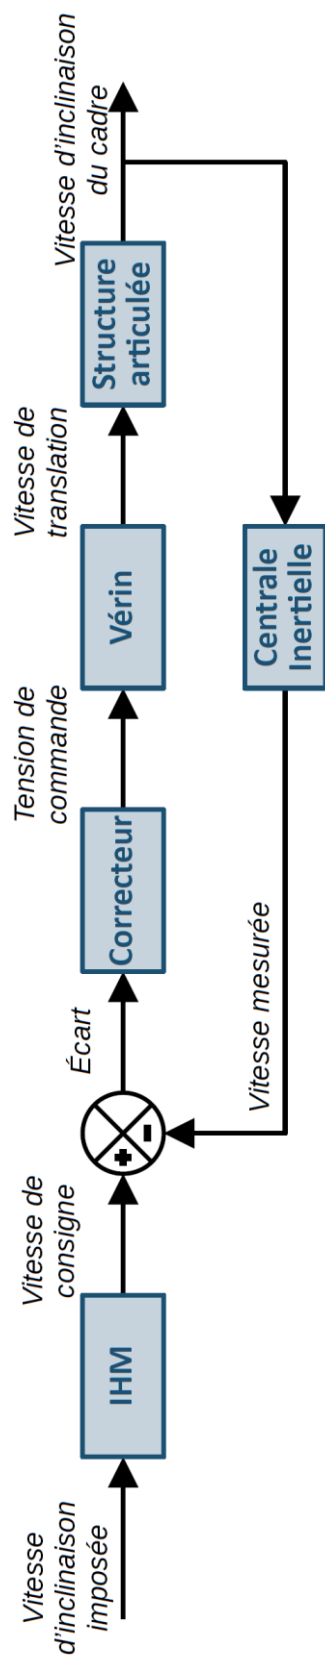 Vitesse
d'inclinaison
imposée
IHM
Vitesse de
consigne
+
-
Écart
Correcteur
Tension de
commande
Vérin
Vitesse de
translation
Structure
articulée
Vitesse d'inclinaison
du cadre
Centrale
Inertielle
Vitesse mesurée